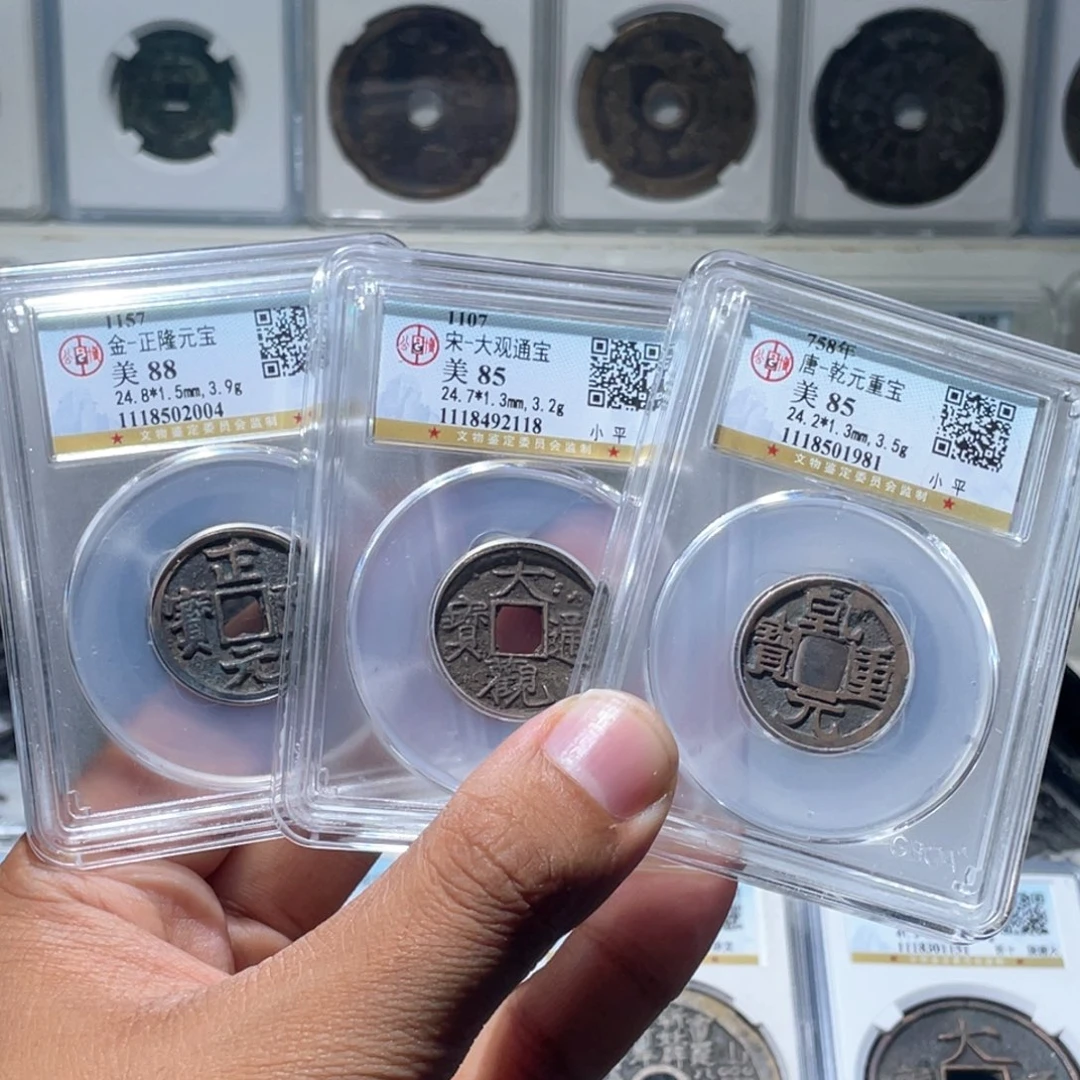 1157
金-正隆元宝
美 88
24.8*1.5mm,3.9g
1118502004
文物鉴定委员会监制
正
元
寶
1107
宋-大观通宝
美 85
24.7*1.3mm,3.2g
1118492118
小 平
文物鉴定委员会监制
大
觀
通
寶
758年
唐-乾元重宝
美 85
24.2*1.3mm,3.5g
1118501981
小 平
文物鉴定委员会监制
元
重
寶
大